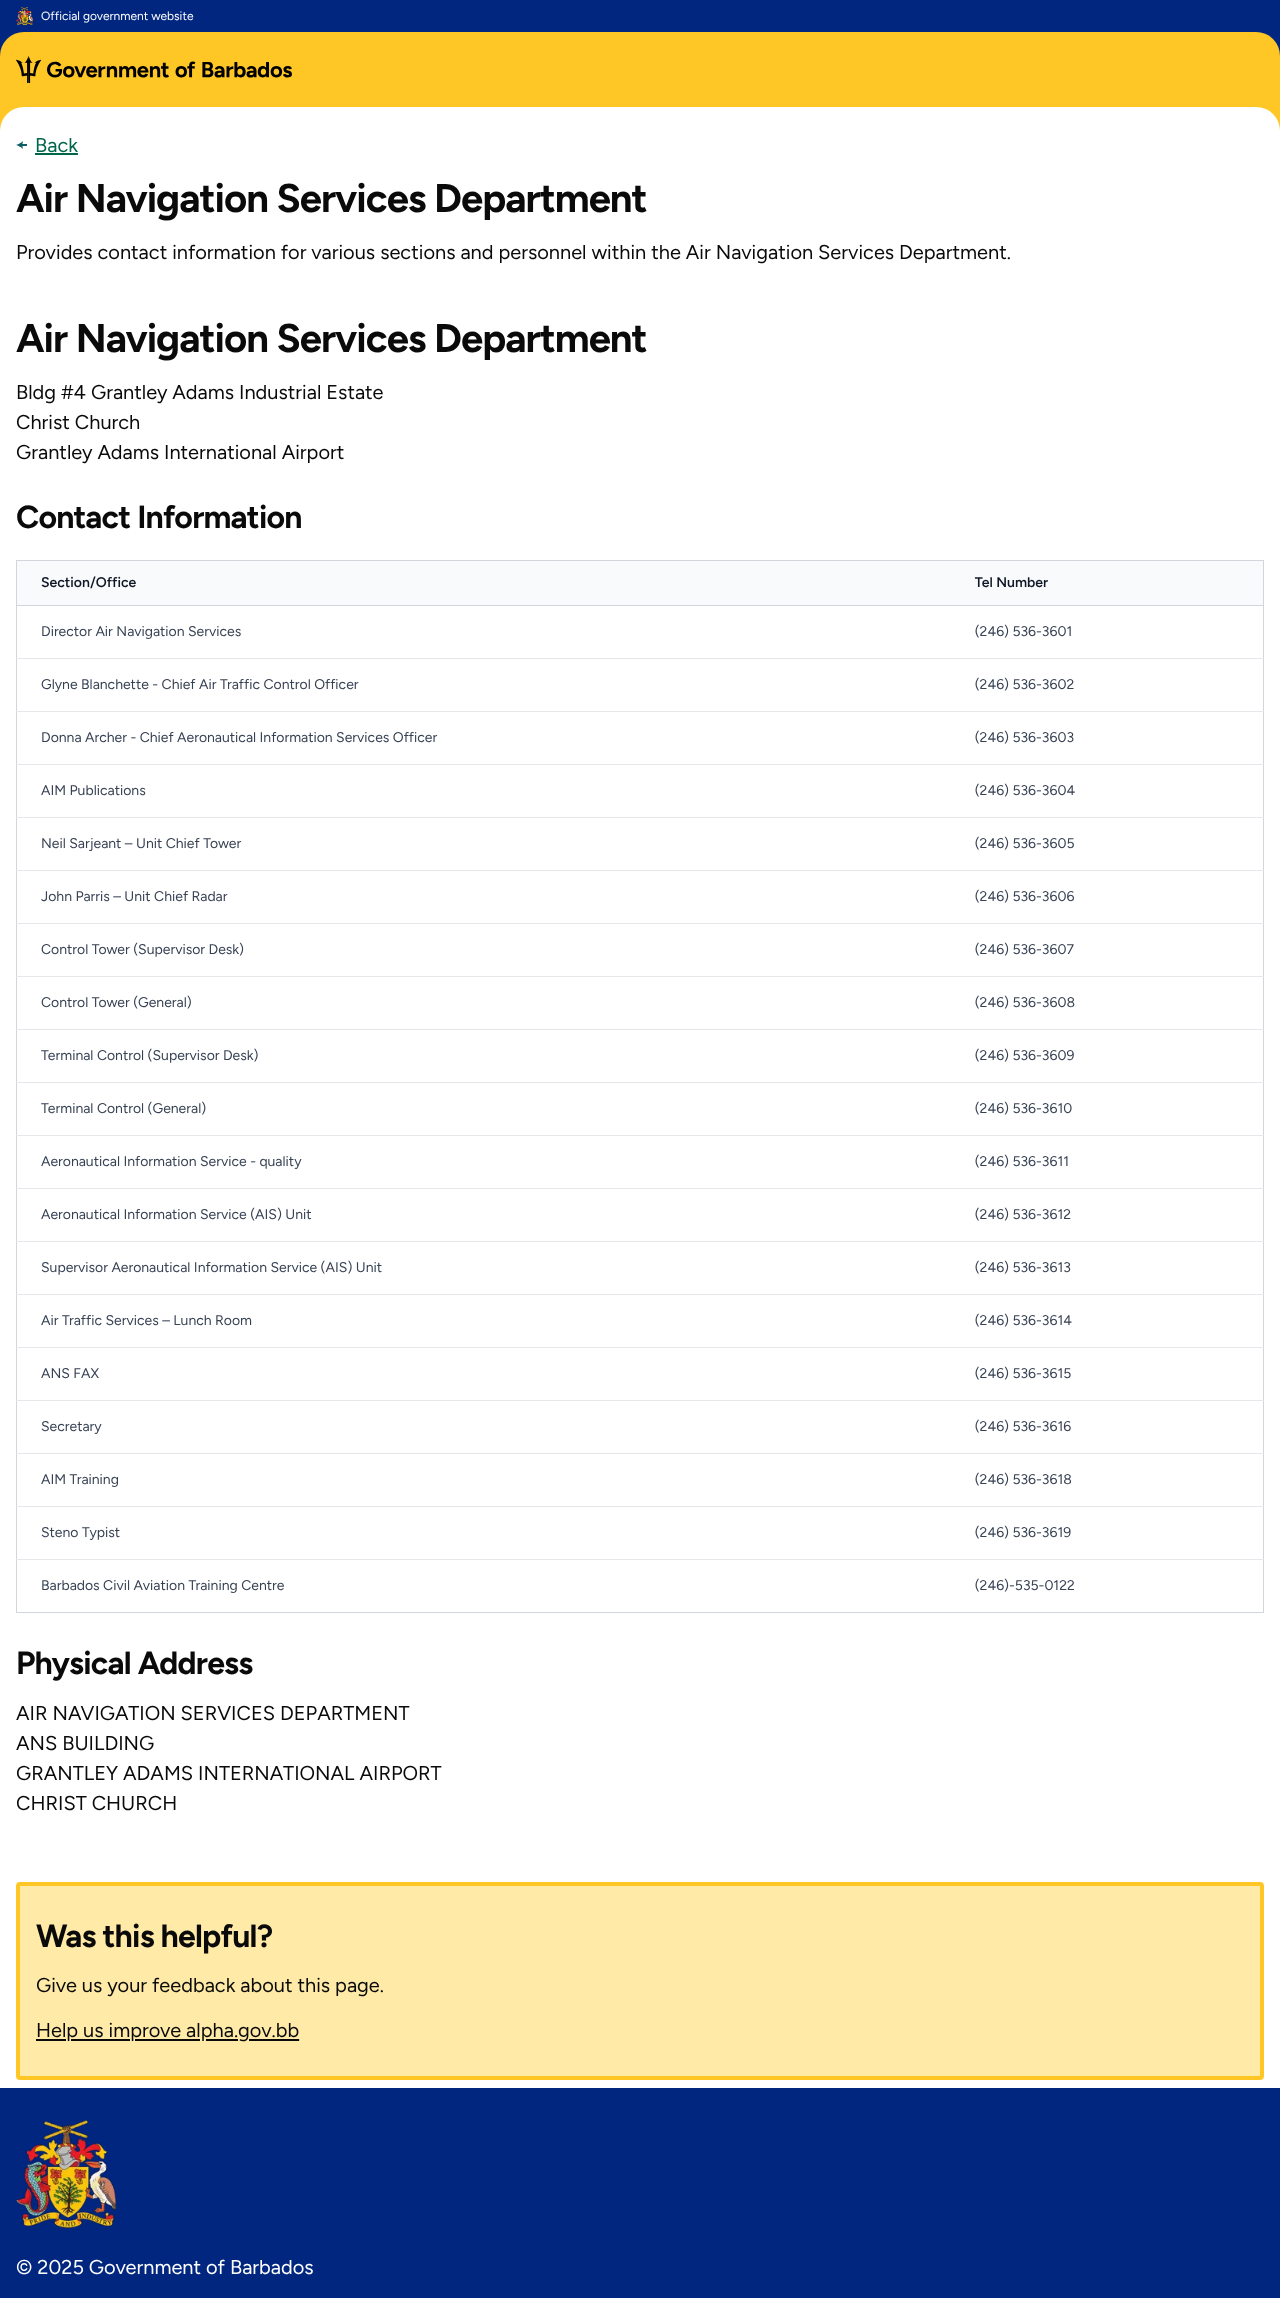 Official government website
Government of Barbados
Back
Air Navigation Services Department
Provides contact information for various sections and personnel within the Air Navigation Services Department.
Air Navigation Services Department
Bldg #4 Grantley Adams Industrial Estate
Christ Church
Grantley Adams International Airport
Contact Information
Section/Office Tel Number
Director Air Navigation Services (246) 536-3601
Glyne Blanchette - Chief Air Traffic Control Officer (246) 536-3602
Donna Archer - Chief Aeronautical Information Services Officer (246) 536-3603
AIM Publications (246) 536-3604
Neil Sarjeant – Unit Chief Tower (246) 536-3605
John Parris – Unit Chief Radar (246) 536-3606
Control Tower (Supervisor Desk) (246) 536-3607
Control Tower (General) (246) 536-3608
Terminal Control (Supervisor Desk) (246) 536-3609
Terminal Control (General) (246) 536-3610
Aeronautical Information Service - quality (246) 536-3611
Aeronautical Information Service (AIS) Unit (246) 536-3612
Supervisor Aeronautical Information Service (AIS) Unit (246) 536-3613
Air Traffic Services – Lunch Room (246) 536-3614
ANS FAX (246) 536-3615
Secretary (246) 536-3616
AIM Training (246) 536-3618
Steno Typist (246) 536-3619
Barbados Civil Aviation Training Centre (246)-535-0122
Physical Address
AIR NAVIGATION SERVICES DEPARTMENT
ANS BUILDING
GRANTLEY ADAMS INTERNATIONAL AIRPORT
CHRIST CHURCH
Was this helpful?
Give us your feedback about this page.
Help us improve alpha.gov.bb
PRIDE AND INDUSTRY
© 2025 Government of Barbados